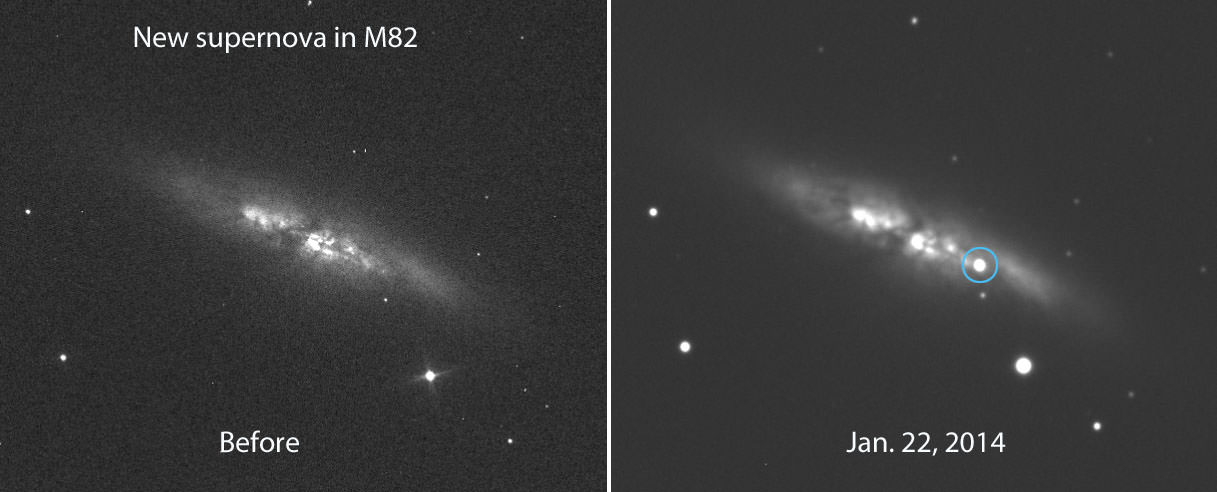 New supernova in M82
Before
Jan. 22, 2014